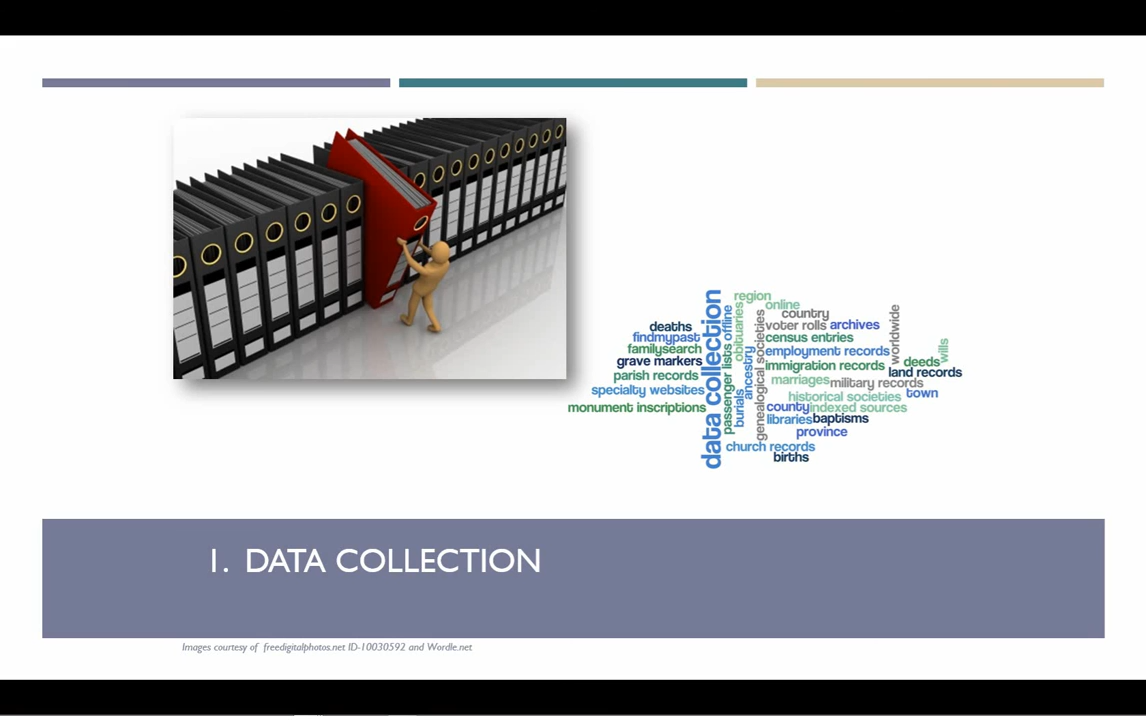 region
online
country
voter rolls
archives
census entries
employment records
immigration records
marriages
military records
historical societies
county
indexed sources
libraries
baptisms
province
church records
births
deaths
findmypast
familysearch
grave markers
parish records
specialty websites
monument inscriptions
data collection
offline
passenger lists
obituaries
burials
ancestry
genealogical societies
worldwide
deeds
wills
land records
town
1. DATA COLLECTION
Images courtesy of freedigitalphotos.net ID-10030592 and Wordle.net